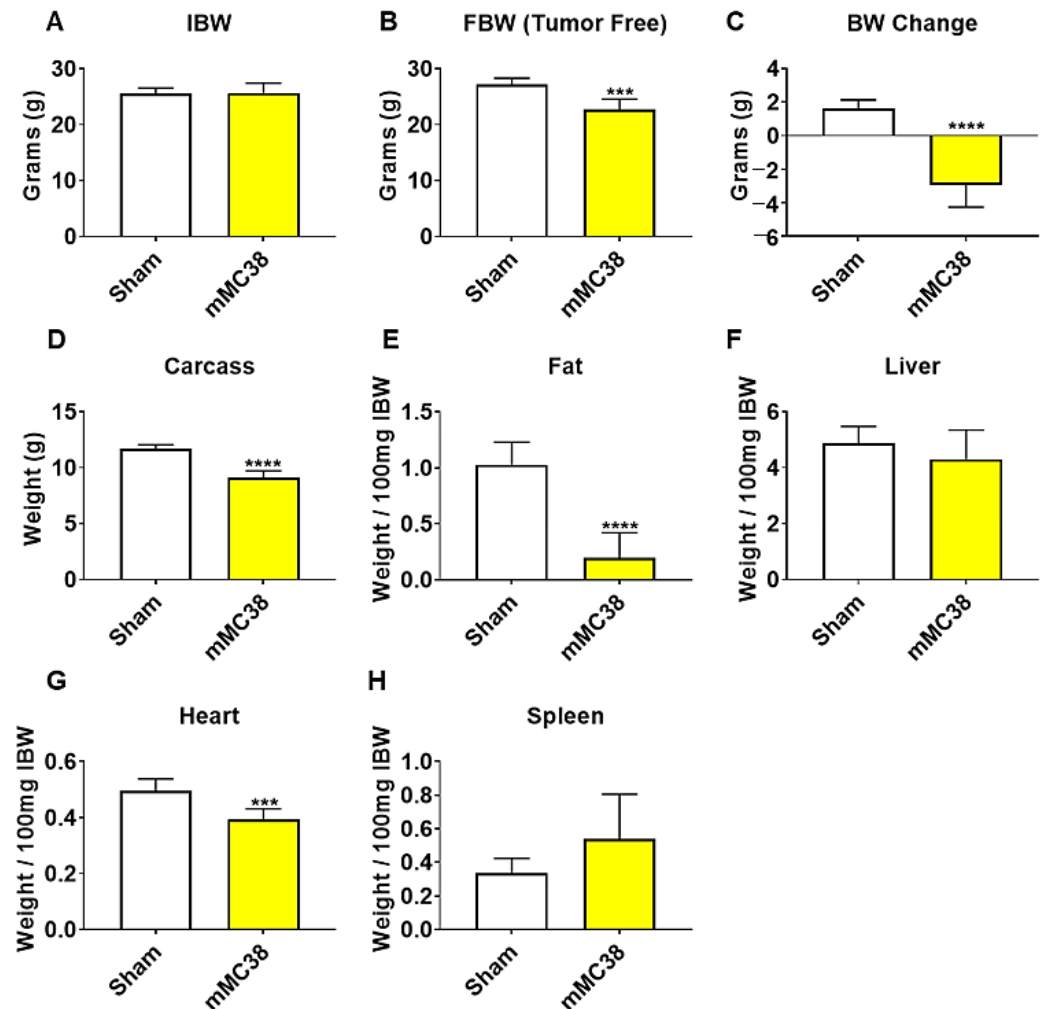 A IBW
Grams (g)
30
20
10
0
Sham
mMC38
B FBW (Tumor Free)
Grams (g)
30
20
10
0
***
Sham
mMC38
C BW Change
Grams (g)
4
2
0
−2
−4
−6
****
Sham
mMC38
D Carcass
Weight (g)
15
10
5
0
****
Sham
mMC38
E Fat
Weight / 100mg IBW
1.5
1.0
0.5
0.0
****
Sham
mMC38
F Liver
Weight / 100mg IBW
6
4
2
0
Sham
mMC38
G Heart
Weight / 100mg IBW
0.6
0.4
0.2
0.0
***
Sham
mMC38
H Spleen
Weight / 100mg IBW
1.0
0.8
0.6
0.4
0.2
0.0
Sham
mMC38